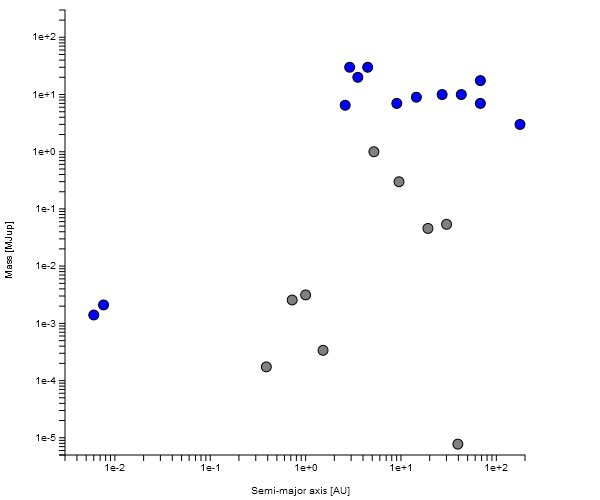 1e+2
1e+1
1e+0
1e-1
1e-2
1e-3
1e-4
1e-5
Mass [MJup]
1e-2 1e-1 1e+0 1e+1 1e+2
Semi-major axis [AU]